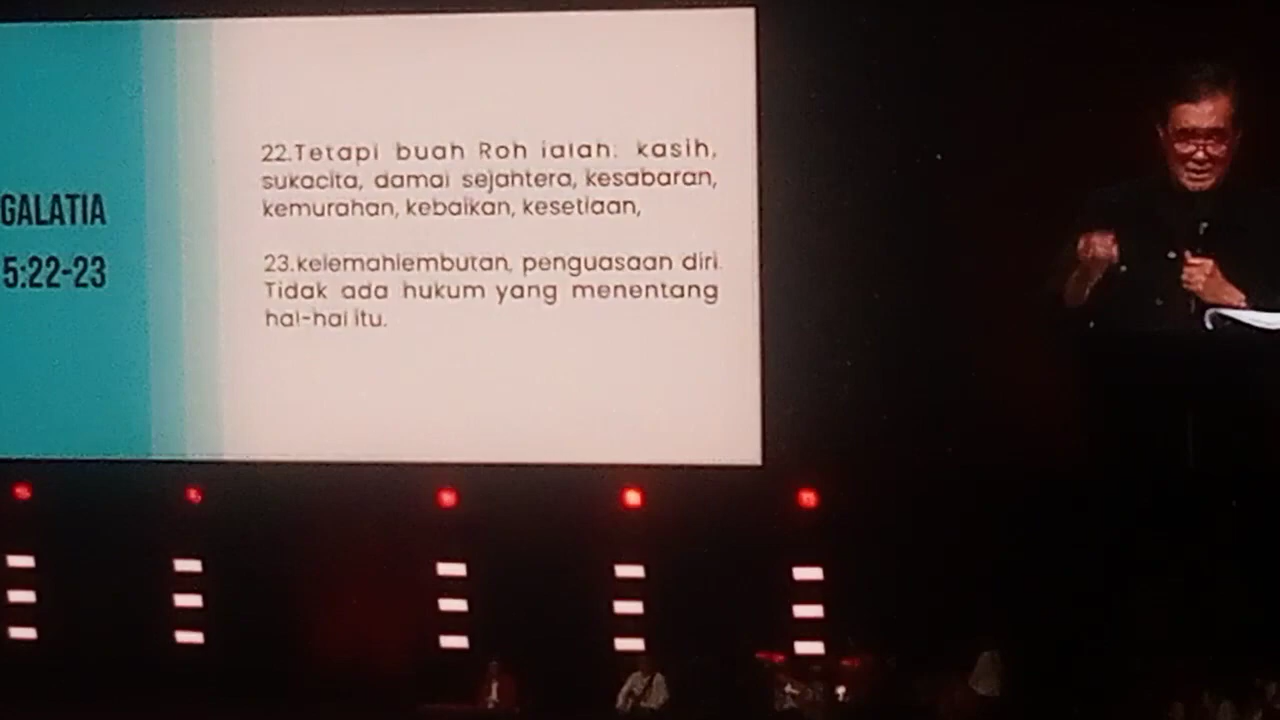 GALATIA
5:22-23
22.Tetapi buah Roh ialah: kasih,
sukacita, damai sejahtera, kesabaran,
kemurahan, kebaikan, kesetiaan,
23.kelemahlembutan, penguasaan diri.
Tidak ada hukum yang menentang
hal-hal itu.